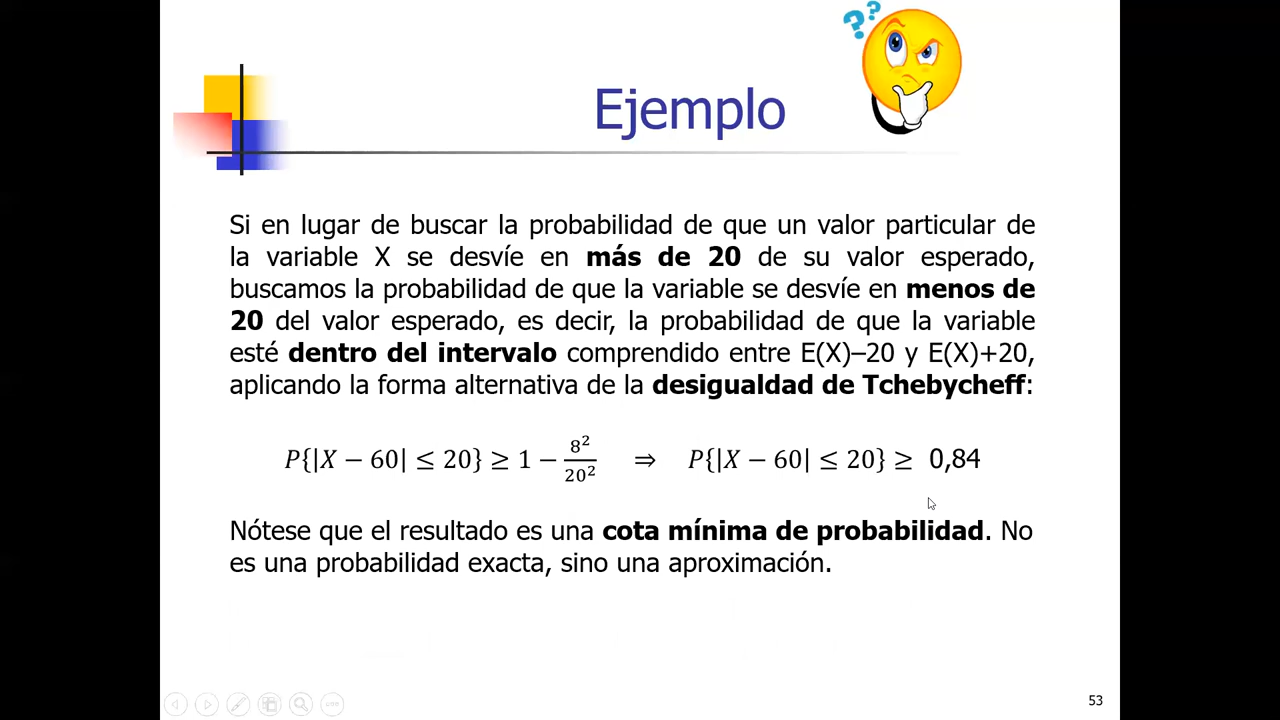 Ejemplo
Si en lugar de buscar la probabilidad de que un valor particular de
la variable X se desvíe en más de 20 de su valor esperado,
buscamos la probabilidad de que la variable se desvíe en menos de
20 del valor esperado, es decir, la probabilidad de que la variable
esté dentro del intervalo comprendido entre E(X)–20 y E(X)+20,
aplicando la forma alternativa de la desigualdad de Tchebycheff:
P{|X − 60| ≤ 20} ≥ 1 − 8²/20² ⇒ P{|X − 60| ≤ 20} ≥ 0,84
Nótese que el resultado es una cota mínima de probabilidad. No
es una probabilidad exacta, sino una aproximación.
53